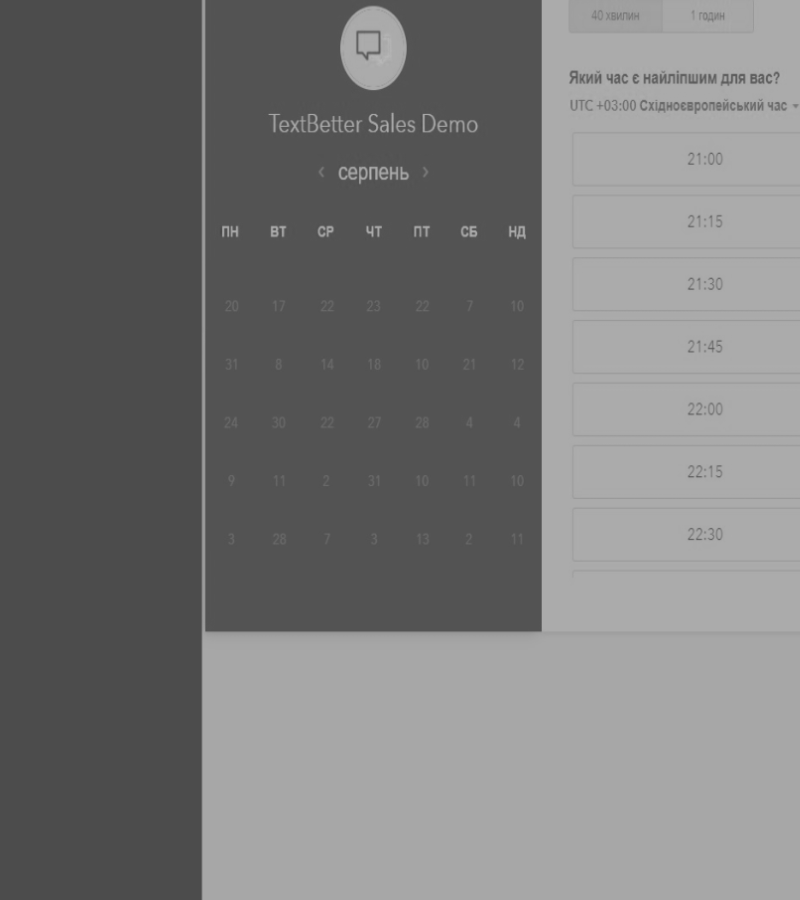 TextBetter Sales Demo
‹ серпень ›
ПН ВТ СР ЧТ ПТ СБ НД
20 17 22 23 22 7 10
31 8 14 18 10 21 12
24 30 22 27 28 4 4
9 11 2 31 10 11 10
3 28 7 3 13 2 11
40 хвилин 1 годин
Який час є найліпшим для вас?
UTC +03:00 Східноєвропейський час
21:00
21:15
21:30
21:45
22:00
22:15
22:30